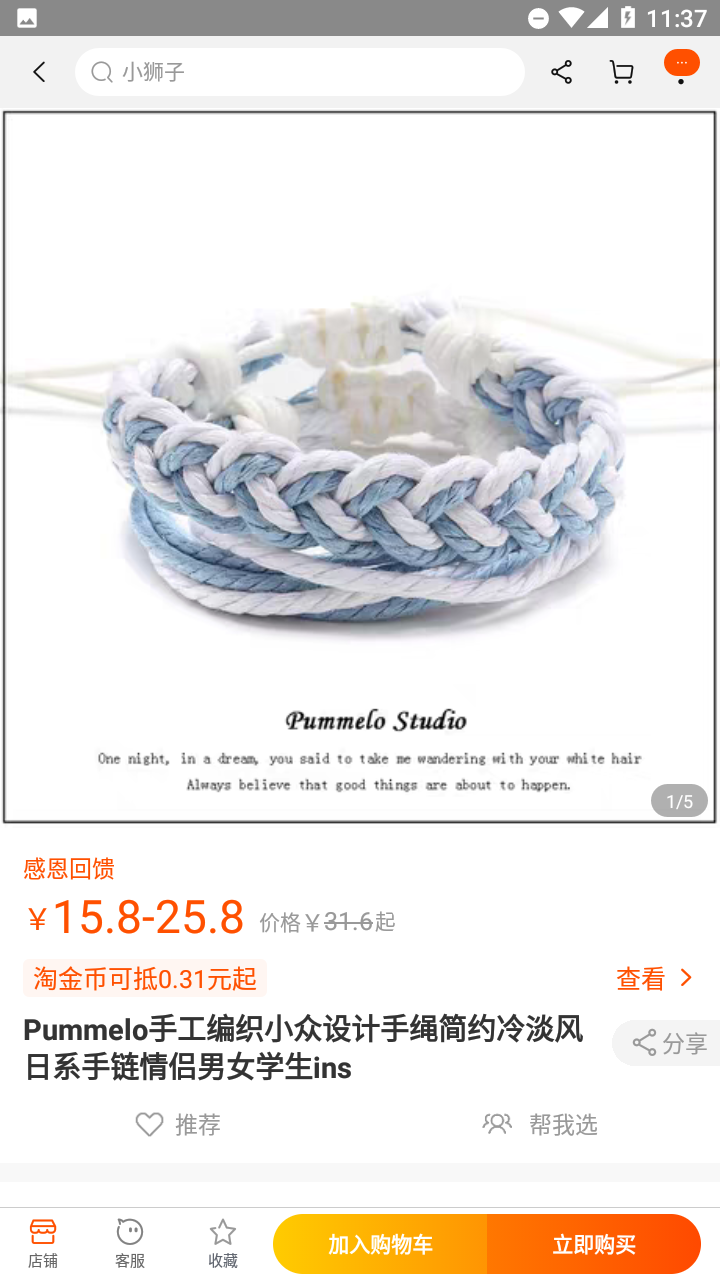 11:37
小狮子
Pummelo Studio
One night, in a dream, you said to take me wandering with your white hair
Always believe that good things are about to happen.
1/5
感恩回馈
￥15.8-25.8 价格￥31.6起
淘金币可抵0.31元起 查看
Pummelo手工编织小众设计手绳简约冷淡风
日系手链情侣男女学生ins
分享
推荐 帮我选
店铺 客服 收藏 加入购物车 立即购买